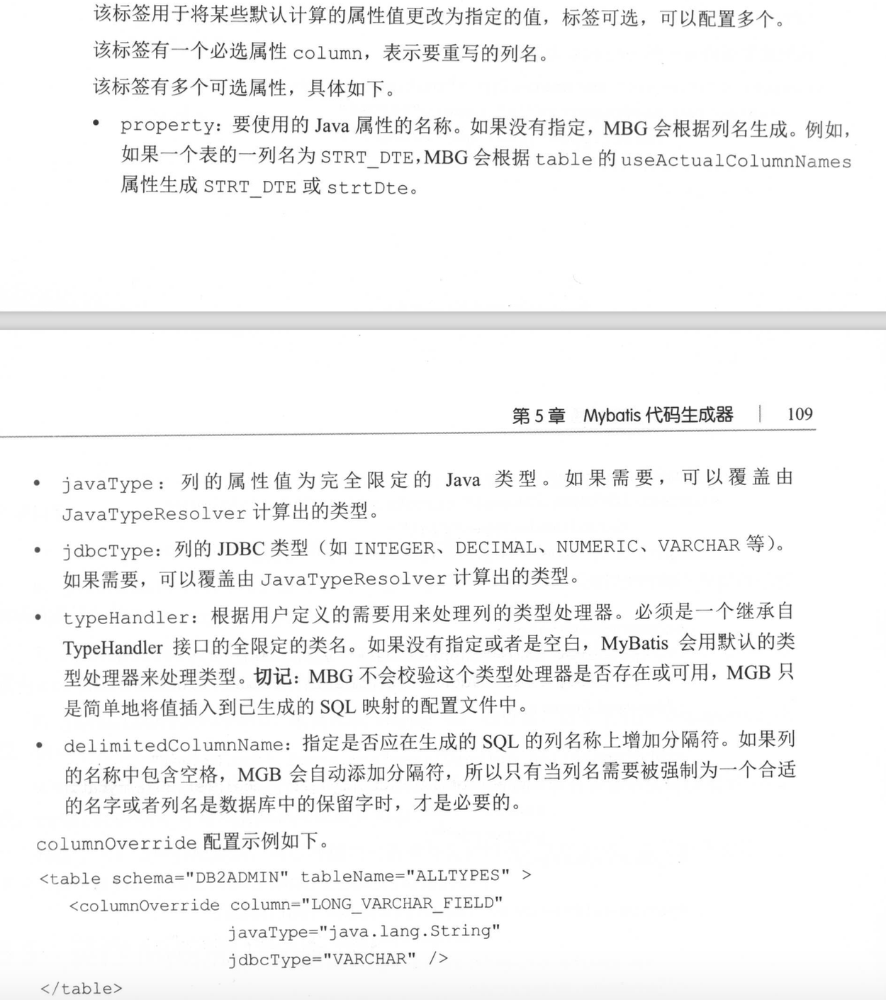 该标签用于将某些默认计算的属性值更改为指定的值，标签可选，可以配置多个。
该标签有一个必选属性 column，表示要重写的列名。
该标签有多个可选属性，具体如下。
• property：要使用的 Java 属性的名称。如果没有指定，MBG 会根据列名生成。例如，
如果一个表的一列名为 STRT_DTE，MBG 会根据 table 的 useActualColumnNames
属性生成 STRT_DTE 或 strtDte。
第 5 章 Mybatis 代码生成器 | 109
• javaType：列的属性值为完全限定的 Java 类型。如果需要，可以覆盖由
JavaTypeResolver 计算出的类型。
• jdbcType：列的 JDBC 类型（如 INTEGER、DECIMAL、NUMERIC、VARCHAR 等）。
如果需要，可以覆盖由 JavaTypeResolver 计算出的类型。
• typeHandler：根据用户定义的需要用来处理列的类型处理器。必须是一个继承自
TypeHandler 接口的全限定的类名。如果没有指定或者是空白，MyBatis 会用默认的类
型处理器来处理类型。切记：MBG 不会校验这个类型处理器是否存在或可用，MGB 只
是简单地将值插入到已生成的 SQL 映射的配置文件中。
• delimitedColumnName：指定是否应在生成的 SQL 的列名称上增加分隔符。如果列
的名称中包含空格，MGB 会自动添加分隔符，所以只有当列名需要被强制为一个合适
的名字或者列名是数据库中的保留字时，才是必要的。
columnOverride 配置示例如下。
<table schema="DB2ADMIN" tableName="ALLTYPES" >
<columnOverride column="LONG_VARCHAR_FIELD"
javaType="java.lang.String"
jdbcType="VARCHAR" />
</table>